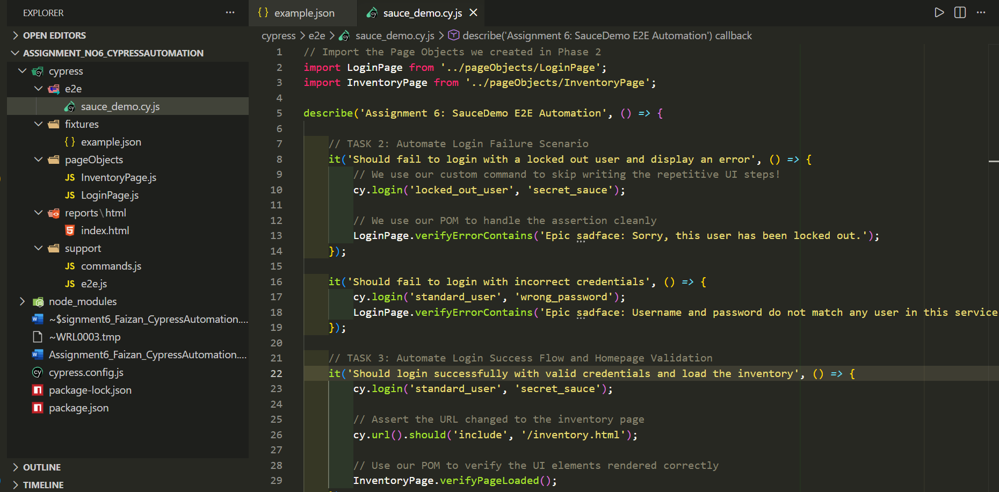 EXPLORER
OPEN EDITORS
ASSIGNMENT_NO6_CYPRESSAUTOMATION
cypress
e2e
sauce_demo.cy.js
fixtures
example.json
pageObjects
InventoryPage.js
LoginPage.js
reports\html
index.html
support
commands.js
e2e.js
node_modules
~$signment6_Faizan_CypressAutomation....
~WRL0003.tmp
Assignment6_Faizan_CypressAutomation....
cypress.config.js
package-lock.json
package.json
OUTLINE
TIMELINE
example.json sauce_demo.cy.js
cypress > e2e > sauce_demo.cy.js > describe('Assignment 6: SauceDemo E2E Automation') callback
1 // Import the Page Objects we created in Phase 2
2 import LoginPage from '../pageObjects/LoginPage';
3 import InventoryPage from '../pageObjects/InventoryPage';
4
5 describe('Assignment 6: SauceDemo E2E Automation', () => {
6
7 // TASK 2: Automate Login Failure Scenario
8 it('Should fail to login with a locked out user and display an error', () => {
9 // We use our custom command to skip writing the repetitive UI steps!
10 cy.login('locked_out_user', 'secret_sauce');
11
12 // We use our POM to handle the assertion cleanly
13 LoginPage.verifyErrorContains('Epic sadface: Sorry, this user has been locked out.');
14 });
15
16 it('Should fail to login with incorrect credentials', () => {
17 cy.login('standard_user', 'wrong_password');
18 LoginPage.verifyErrorContains('Epic sadface: Username and password do not match any user in this service
19 });
20
21 // TASK 3: Automate Login Success Flow and Homepage Validation
22 it('Should login successfully with valid credentials and load the inventory', () => {
23 cy.login('standard_user', 'secret_sauce');
24
25 // Assert the URL changed to the inventory page
26 cy.url().should('include', '/inventory.html');
27
28 // Use our POM to verify the UI elements rendered correctly
29 InventoryPage.verifyPageLoaded();